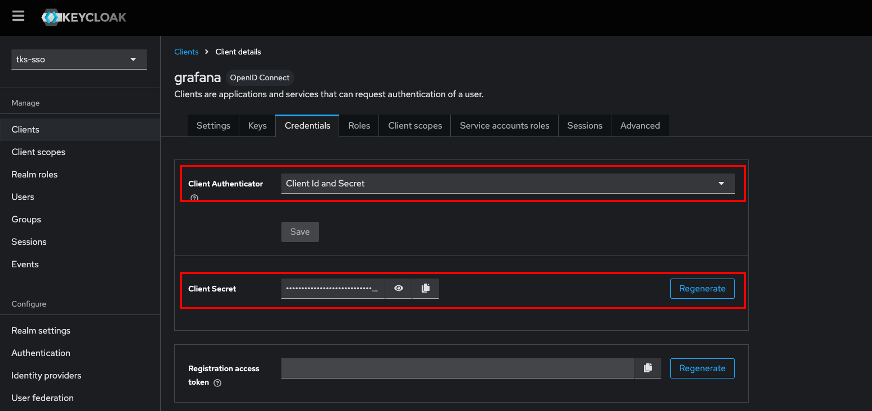 KEYCLOAK
tks-sso
Manage
Clients
Client scopes
Realm roles
Users
Groups
Sessions
Events
Configure
Realm settings
Authentication
Identity providers
User federation
Clients > Client details
grafana OpenID Connect
Clients are applications and services that can request authentication of a user.
Settings Keys Credentials Roles Client scopes Service accounts roles Sessions Advanced
Client Authenticator Client Id and Secret
Save
Client Secret Regenerate
Registration access
token Regenerate